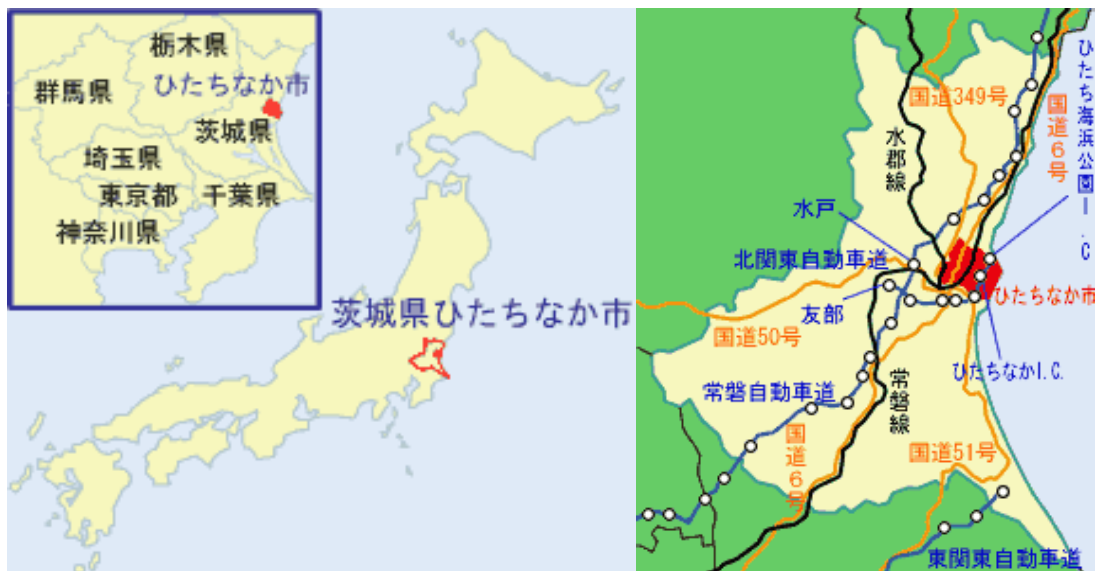 栃木県
ひたちなか市
群馬県
茨城県
埼玉県
東京都
千葉県
神奈川県
茨城県ひたちなか市
国道349号
国道6号
ひたち海浜公園I.C
水郡線
水戸
北関東自動車道
友部
ひたちなか市
国道50号
ひたちなかI.C.
常磐自動車道
常磐線
国道6号
国道51号
東関東自動車道